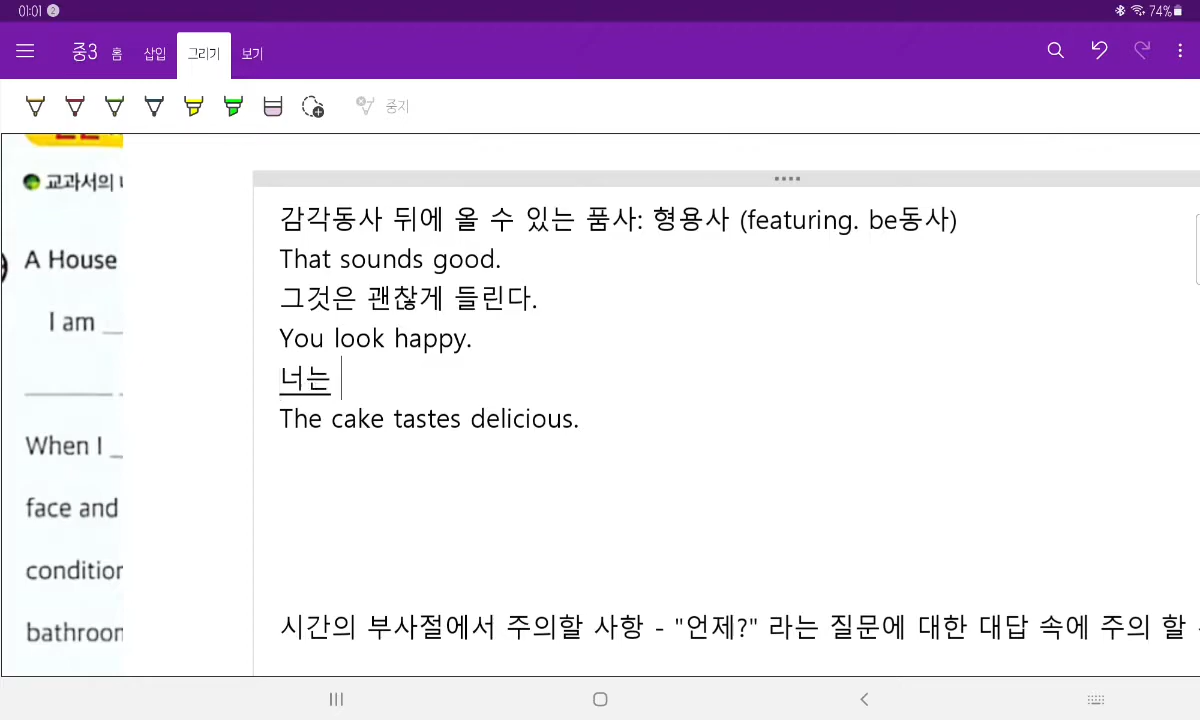 01:01 2 74%
중3 홈 삽입 그리기 보기
중지
교과서의
A House
I am
When I
face and
condition
bathroom
감각동사 뒤에 올 수 있는 품사: 형용사 (featuring. be동사)
That sounds good.
그것은 괜찮게 들린다.
You look happy.
너는
The cake tastes delicious.
시간의 부사절에서 주의할 사항 - "언제?" 라는 질문에 대한 대답 속에 주의 할